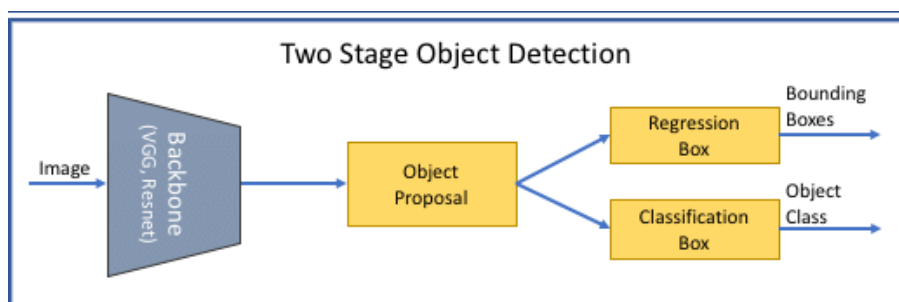 Two Stage Object Detection
Image
Backbone
(VGG, Resnet)
Object
Proposal
Regression
Box
Bounding
Boxes
Classification
Box
Object
Class